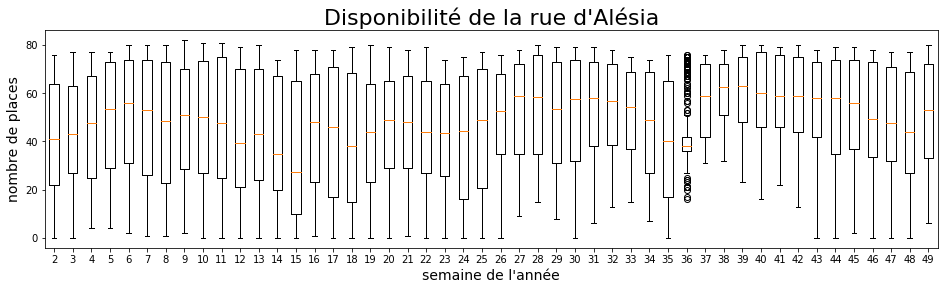 Disponibilité de la rue d'Alésia
nombre de places
80
60
40
20
0
2 3 4 5 6 7 8 9 10 11 12 13 14 15 16 17 18 19 20 21 22 23 24 25 26 27 28 29 30 31 32 33 34 35 36 37 38 39 40 41 42 43 44 45 46 47 48 49
semaine de l'année